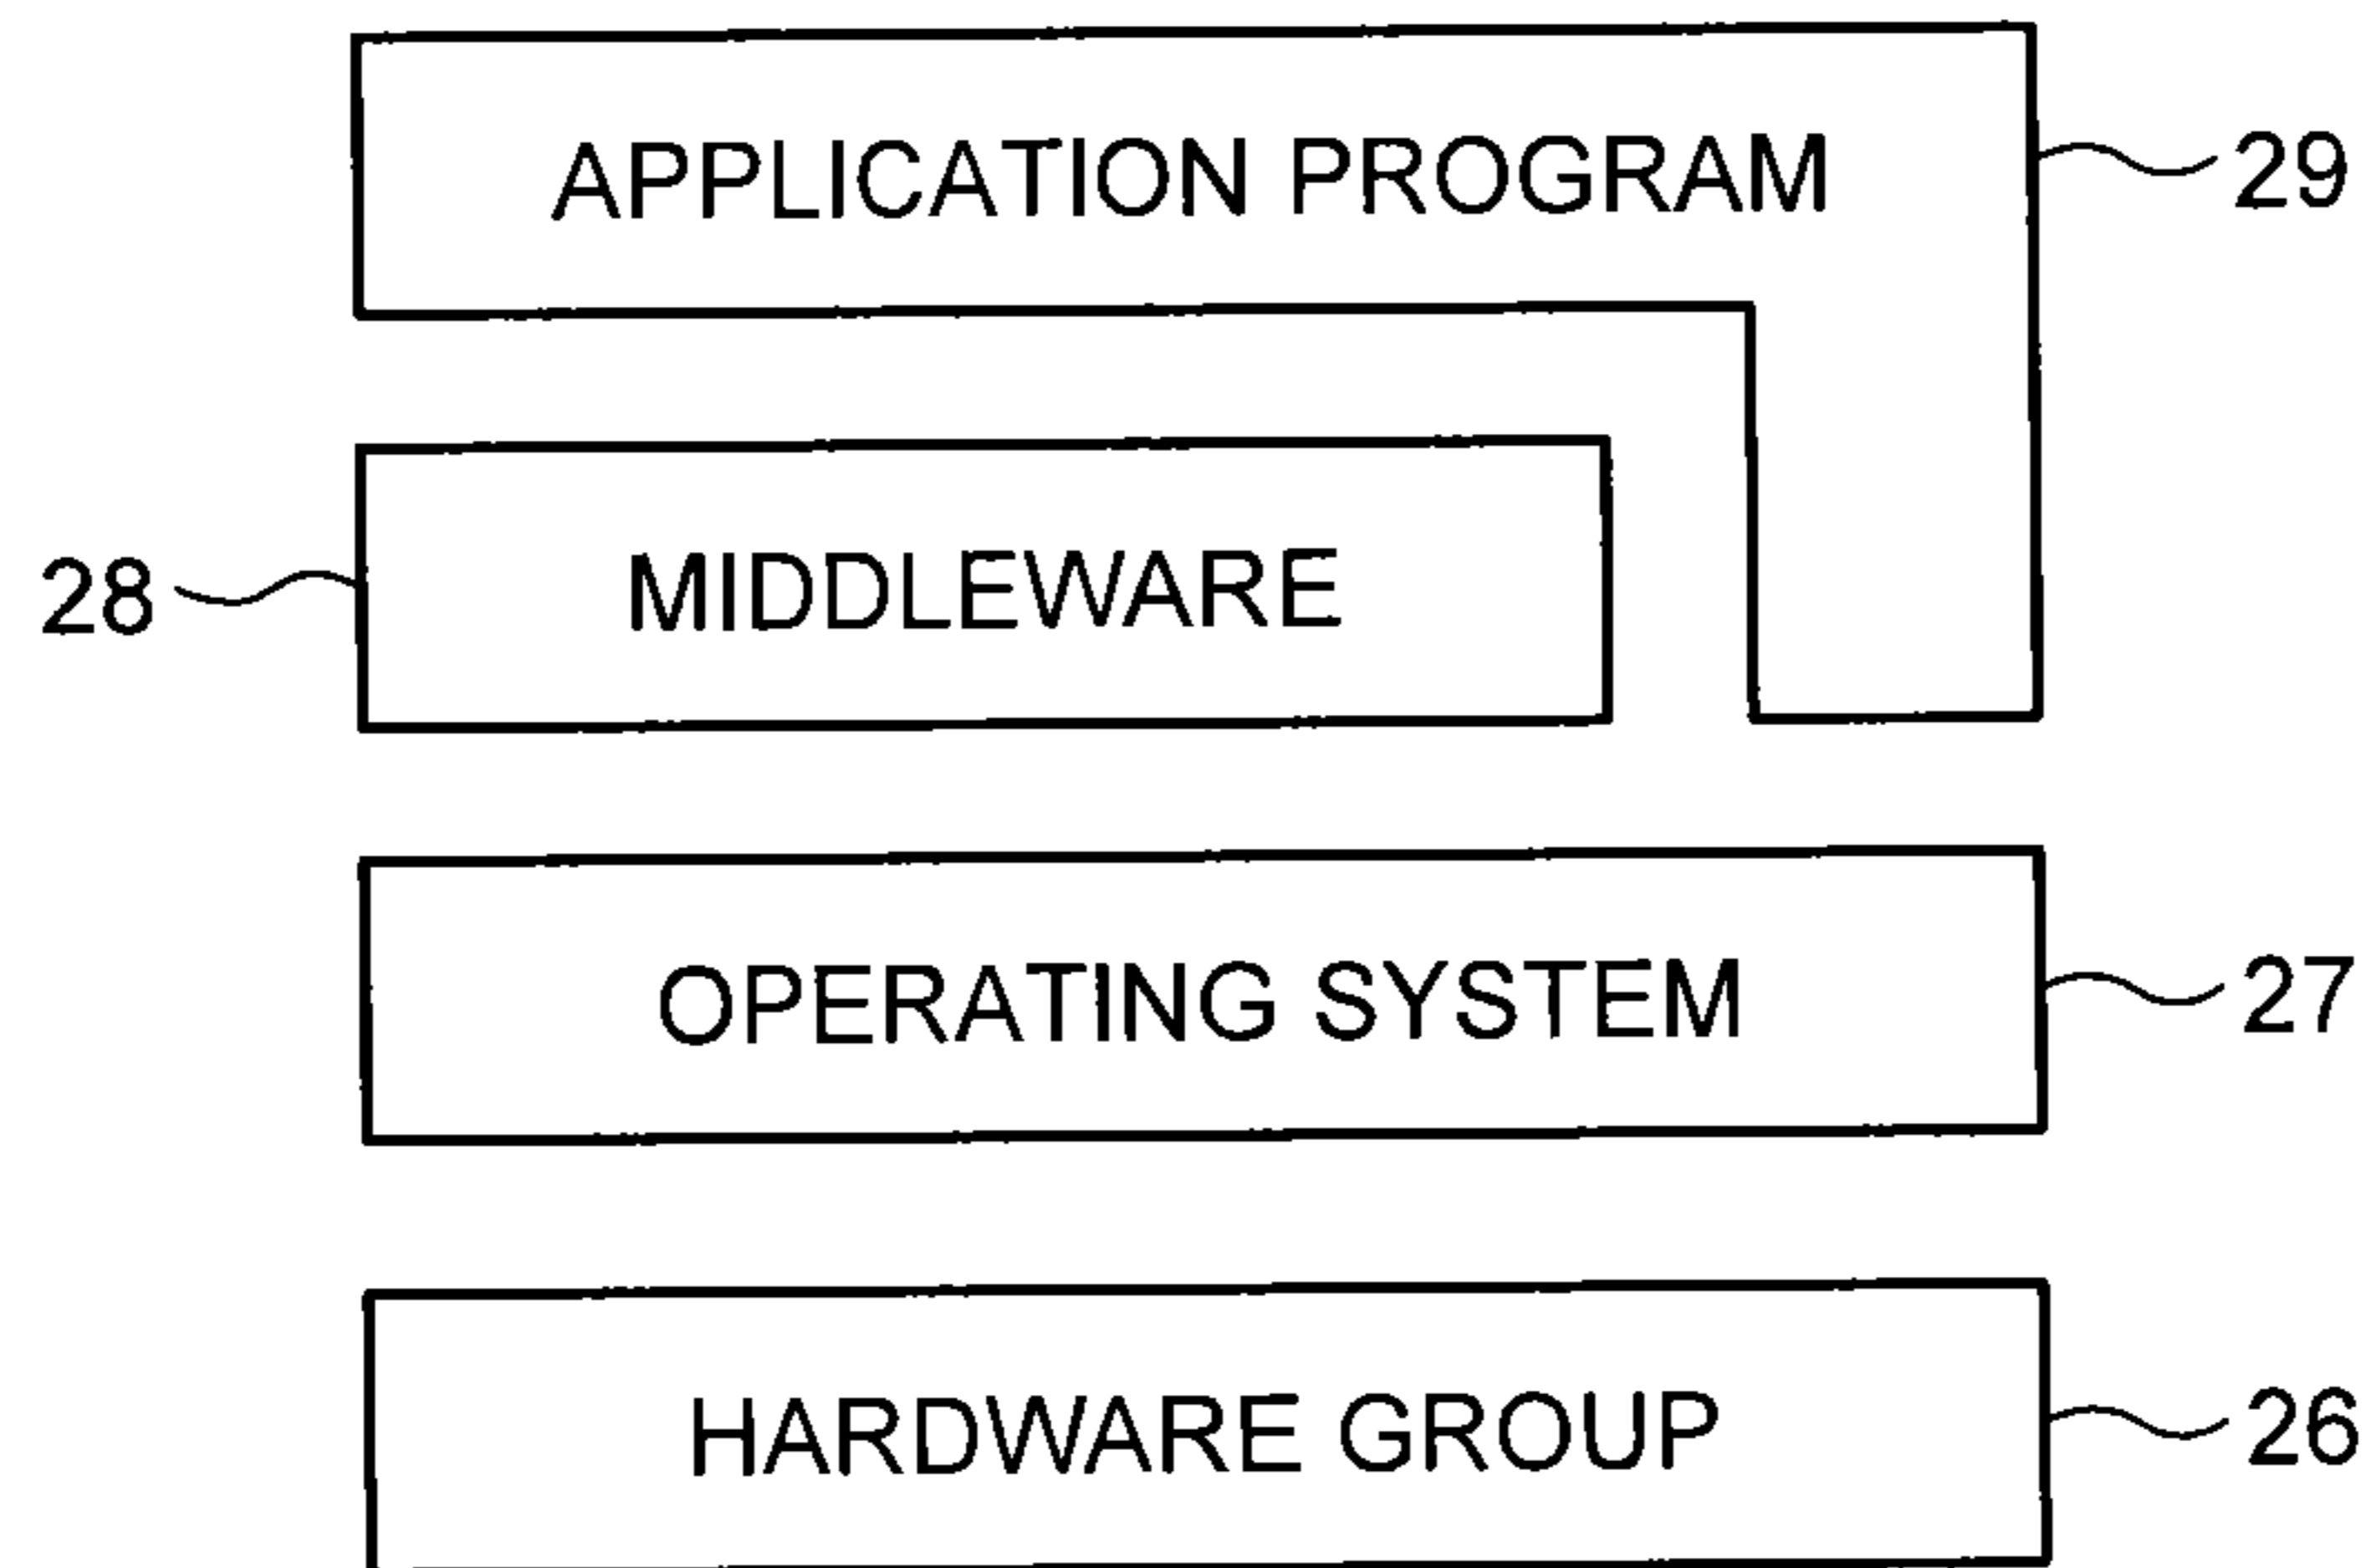 APPLICATION PROGRAM
29
MIDDLEWARE
28
OPERATING SYSTEM
27
HARDWARE GROUP
26